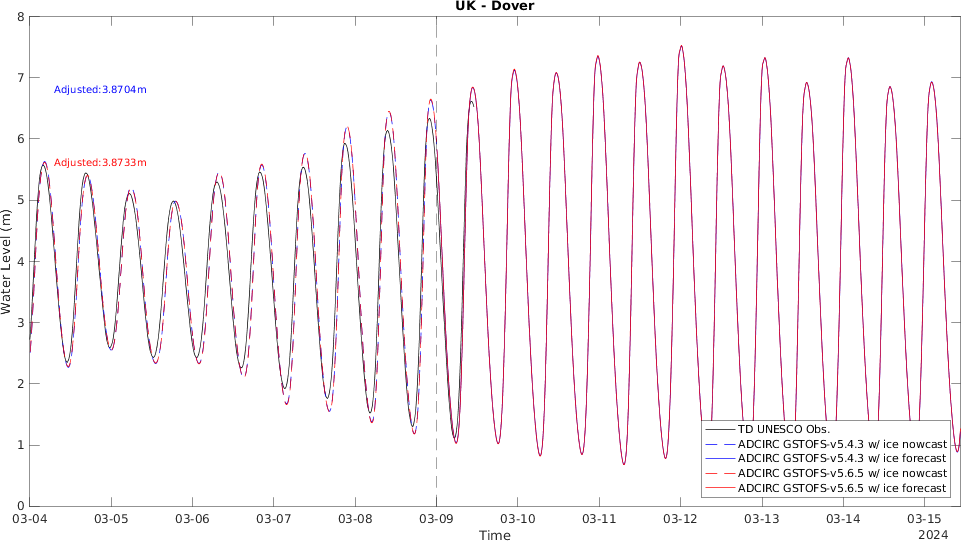 UK - Dover
8
7
6
5
4
3
2
1
0
Water Level (m)
Adjusted:3.8704m
Adjusted:3.8733m
TD UNESCO Obs.
ADCIRC GSTOFS-v5.4.3 w/ ice nowcast
ADCIRC GSTOFS-v5.4.3 w/ ice forecast
ADCIRC GSTOFS-v5.6.5 w/ ice nowcast
ADCIRC GSTOFS-v5.6.5 w/ ice forecast
03-04 03-05 03-06 03-07 03-08 03-09 03-10 03-11 03-12 03-13 03-14 03-15
Time
2024